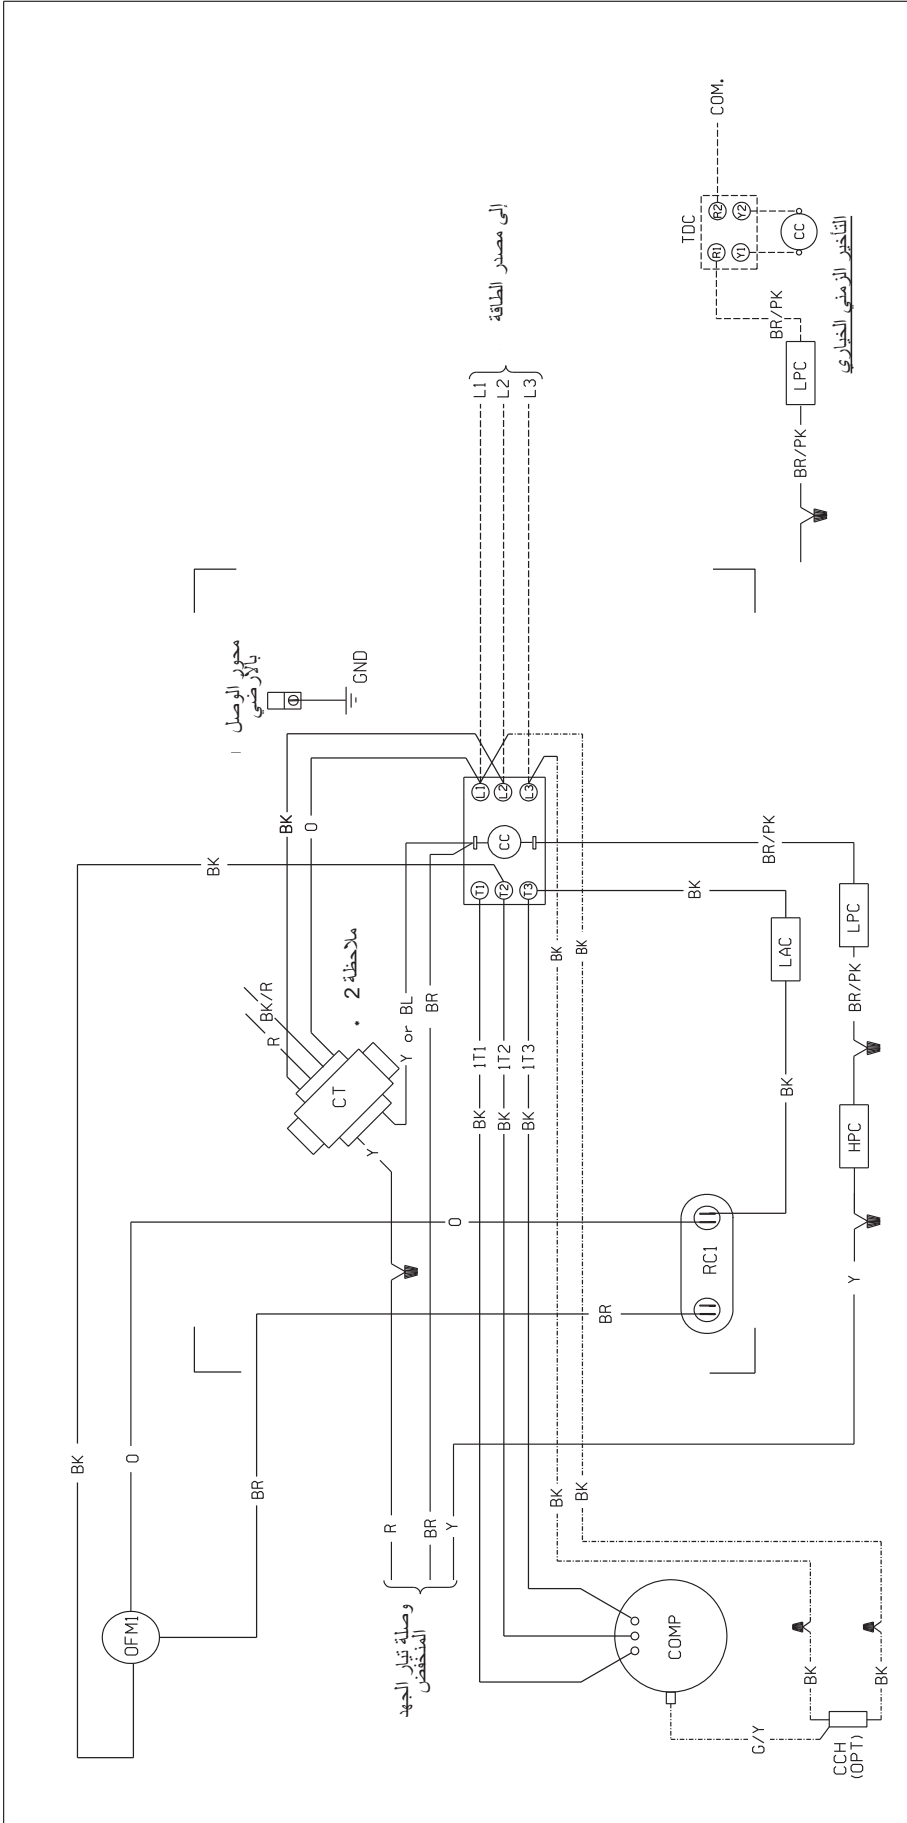 BK
OFM1
O
BK
محور الوصل
بالأرضي
BR
R
BK/R
BK
O
CT
ملاحظة 2 •
GND
Y
R
Y or BL
وصلة تيار الجهد
المنخفض
BR
BR
Y
BK
1T1
T1
L1
L1
BK
1T2
T2
CC
L2
L2
إلى مصدر الطاقة
BK
1T3
T3
L3
L3
BK
BK
BK
BK
BR
O
COMP
RC1
BK
TDC
R1
R2
COM.
Y1
Y2
G/Y
BK
LAC
BR/PK
BR/PK
CC
BK
BR/PK
LPC
التأخير الزمني الخياري
CCH
(OPT)
BK
Y
HPC
BR/PK
LPC